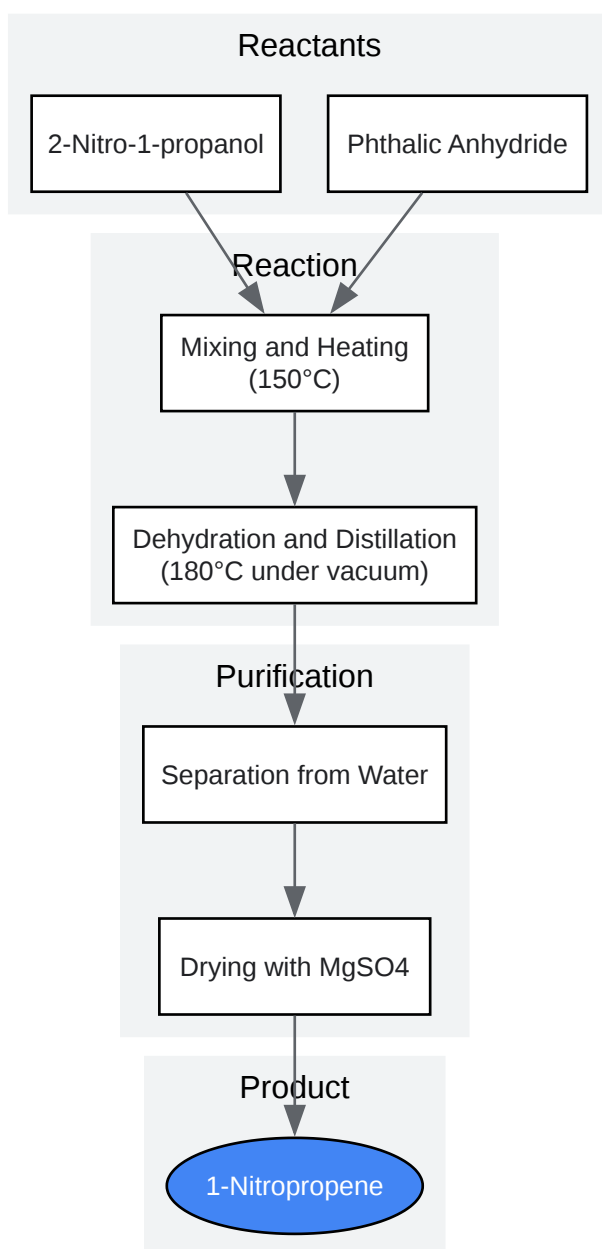 Reactants
2-Nitro-1-propanol
Phthalic Anhydride
Reaction
Mixing and Heating
(150°C)
Dehydration and Distillation
(180°C under vacuum)
Purification
Separation from Water
Drying with MgSO4
Product
1-Nitropropene